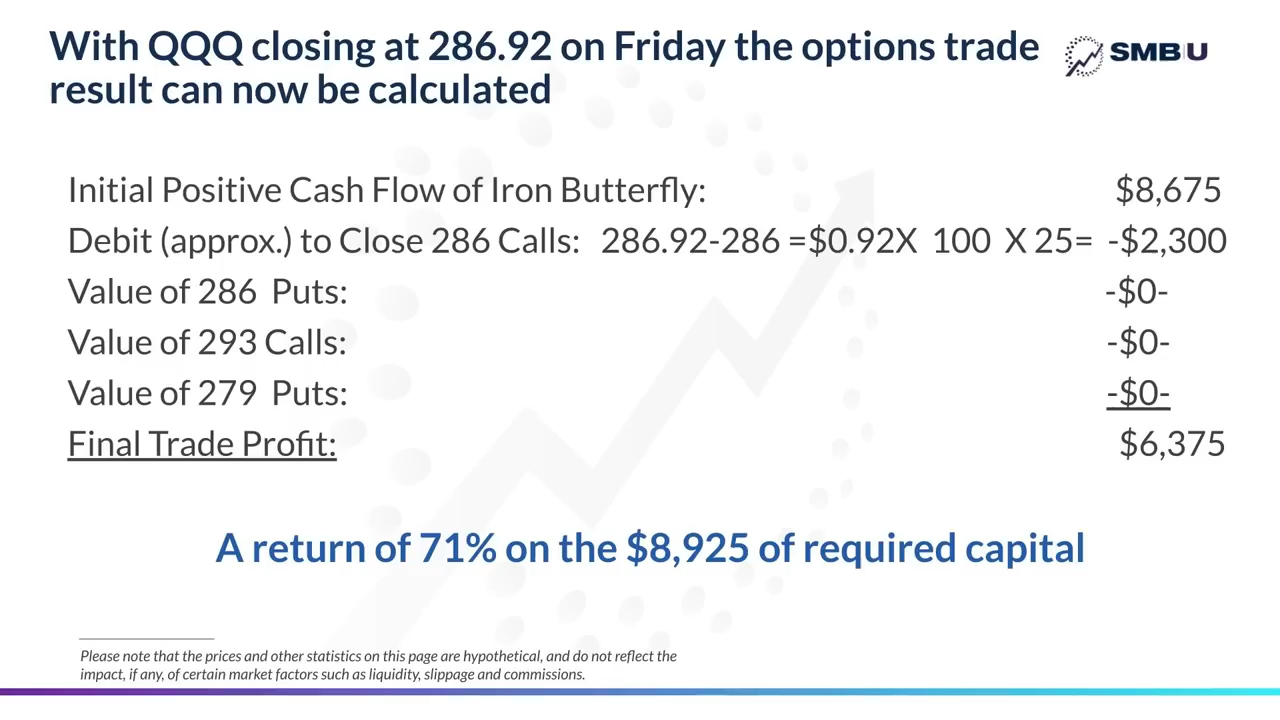 With QQQ closing at 286.92 on Friday the options trade
result can now be calculated
SMBU
Initial Positive Cash Flow of Iron Butterfly: $8,675
Debit (approx.) to Close 286 Calls: 286.92-286 =$0.92X 100 X 25= -$2,300
Value of 286 Puts: -$0-
Value of 293 Calls: -$0-
Value of 279 Puts: -$0-
Final Trade Profit: $6,375
A return of 71% on the $8,925 of required capital
Please note that the prices and other statistics on this page are hypothetical, and do not reflect the
impact, if any, of certain market factors such as liquidity, slippage and commissions.